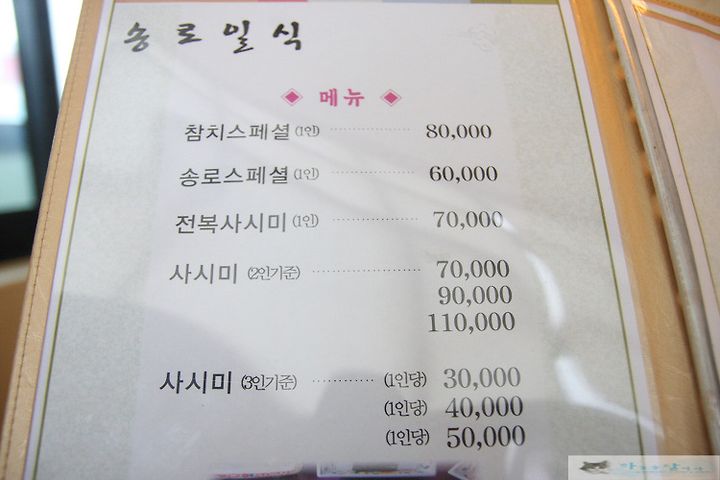 송로일식
메뉴
참치스페셜 (1인) 80,000
송로스페셜 (1인) 60,000
전복사시미 (1인) 70,000
사시미 (2인기준) 70,000
90,000
110,000
사시미 (3인기준) (1인당) 30,000
(1인당) 40,000
(1인당) 50,000